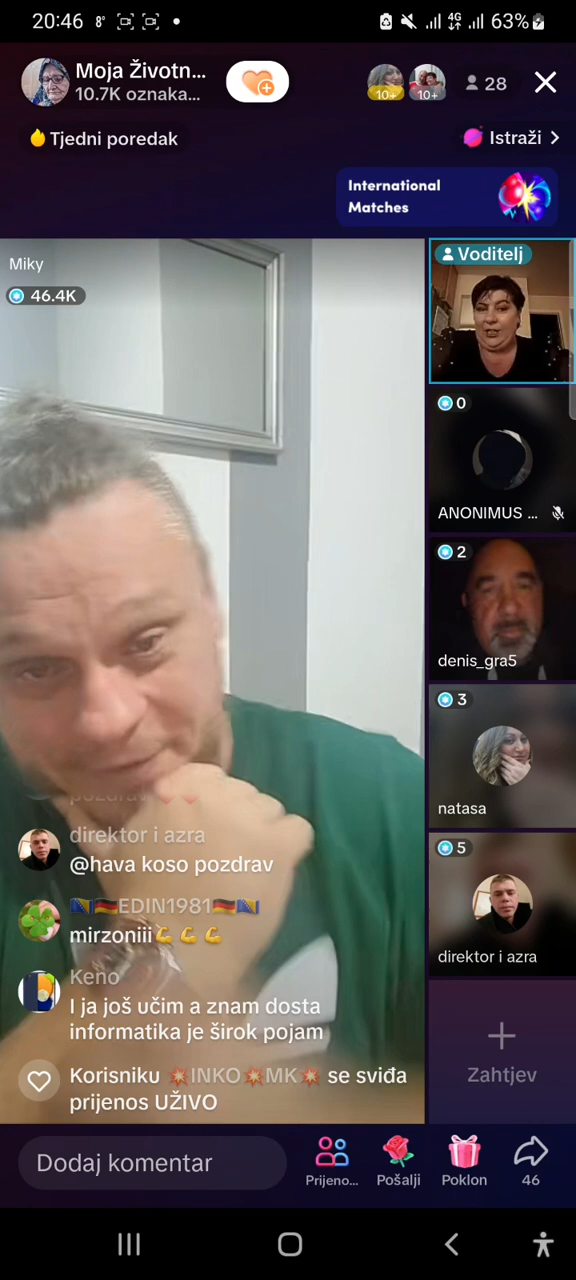 20:46 8° 4G 63%
Moja Životn...
10.7K oznaka...
10+ 10+ 28
Tjedni poredak
Istraži
International
Matches
Miky
46.4K
Voditelj
0
ANONIMUS ...
2
denis_gra5
3
natasa
5
direktor i azra
Zahtjev
pozdrav
direktor i azra
@hava koso pozdrav
EDIN1981
mirzoniii
Keno
I ja još učim a znam dosta
informatika je širok pojam
Korisniku INKO MK se sviđa
prijenos UŽIVO
Dodaj komentar
Prijeno...
Pošalji
Poklon
46